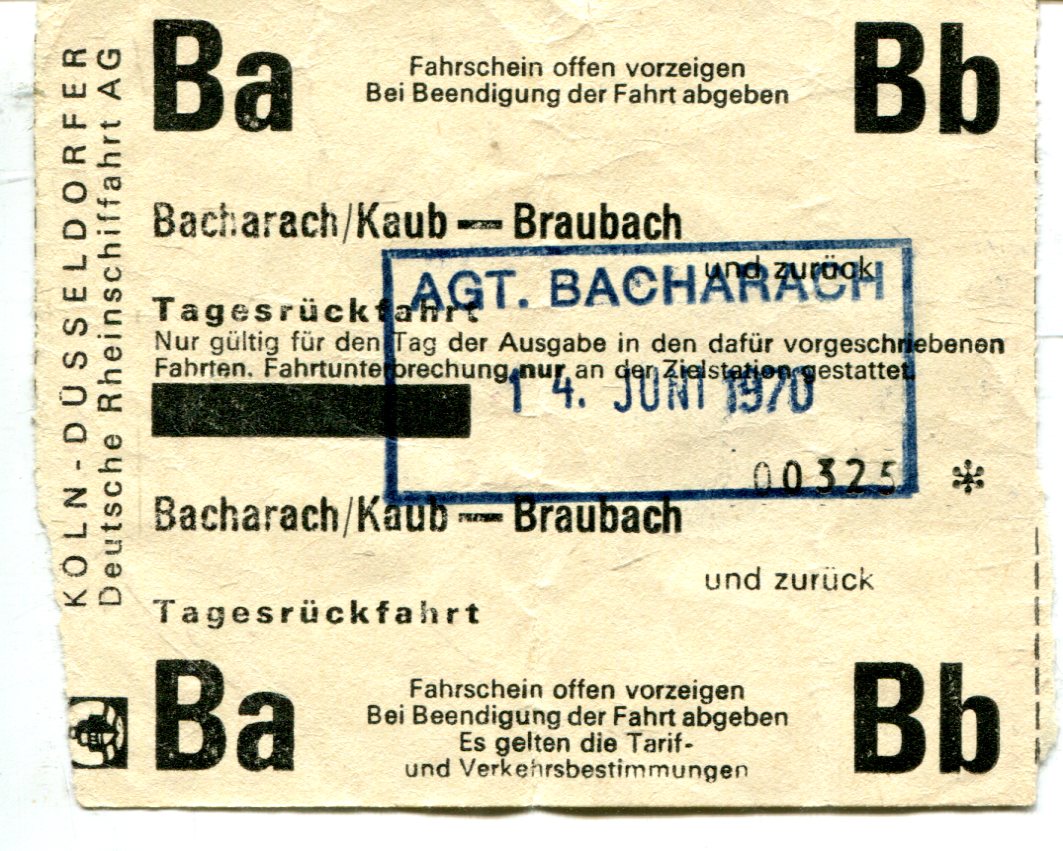 KÖLN-DÜSSELDORFER
Deutsche Rheinschiffahrt AG
Ba
Fahrschein offen vorzeigen
Bei Beendigung der Fahrt abgeben
Bb
Bacharach/Kaub — Braubach
und zurück
AGT. BACHARACH
Tagesrückfahrt
Nur gültig für den Tag der Ausgabe in den dafür vorgeschriebenen
Fahrten. Fahrtunterbrechung nur an der Zielstation gestattet.
14. JUNI 1970
00325 *
Bacharach/Kaub — Braubach
und zurück
Tagesrückfahrt
Ba
Fahrschein offen vorzeigen
Bei Beendigung der Fahrt abgeben
Es gelten die Tarif-
und Verkehrsbestimmungen
Bb